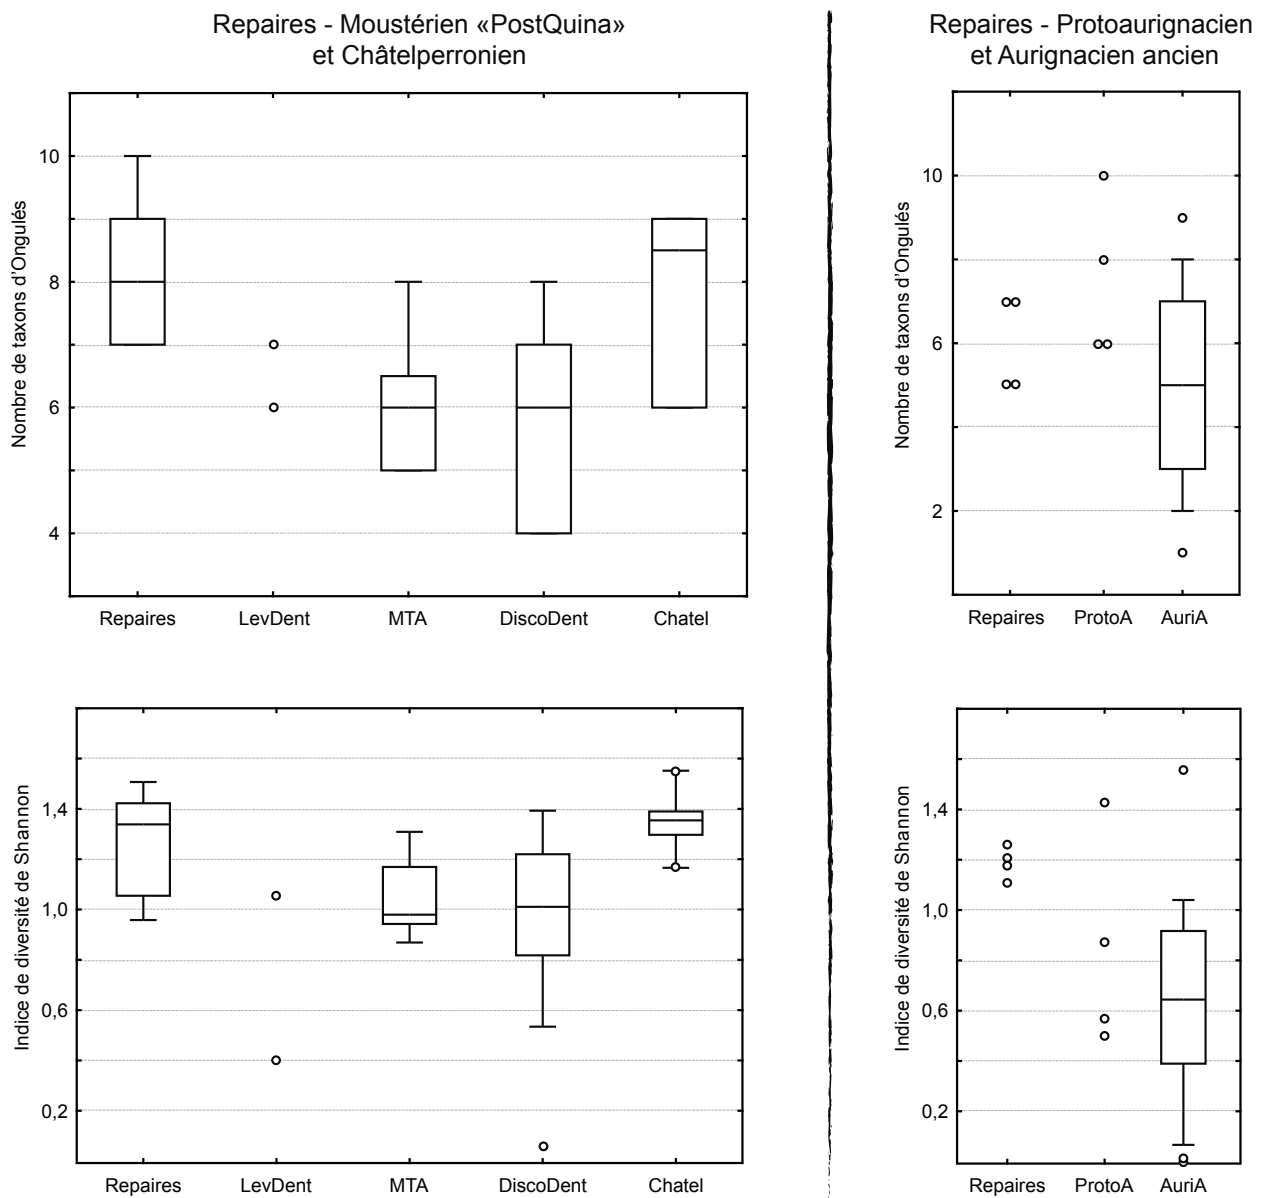 Repaires - Moustérien «PostQuina»
et Châtelperronien
Nombre de taxons d'Ongulés
10
8
6
4
Repaires LevDent MTA DiscoDent Chatel
Repaires - Protoaurignacien
et Aurignacien ancien
Nombre de taxons d'Ongulés
10
6
2
Repaires ProtoA AuriA
Indice de diversité de Shannon
1,4
1,0
0,6
0,2
Repaires LevDent MTA DiscoDent Chatel
Indice de diversité de Shannon
1,4
1,0
0,6
0,2
Repaires ProtoA AuriA